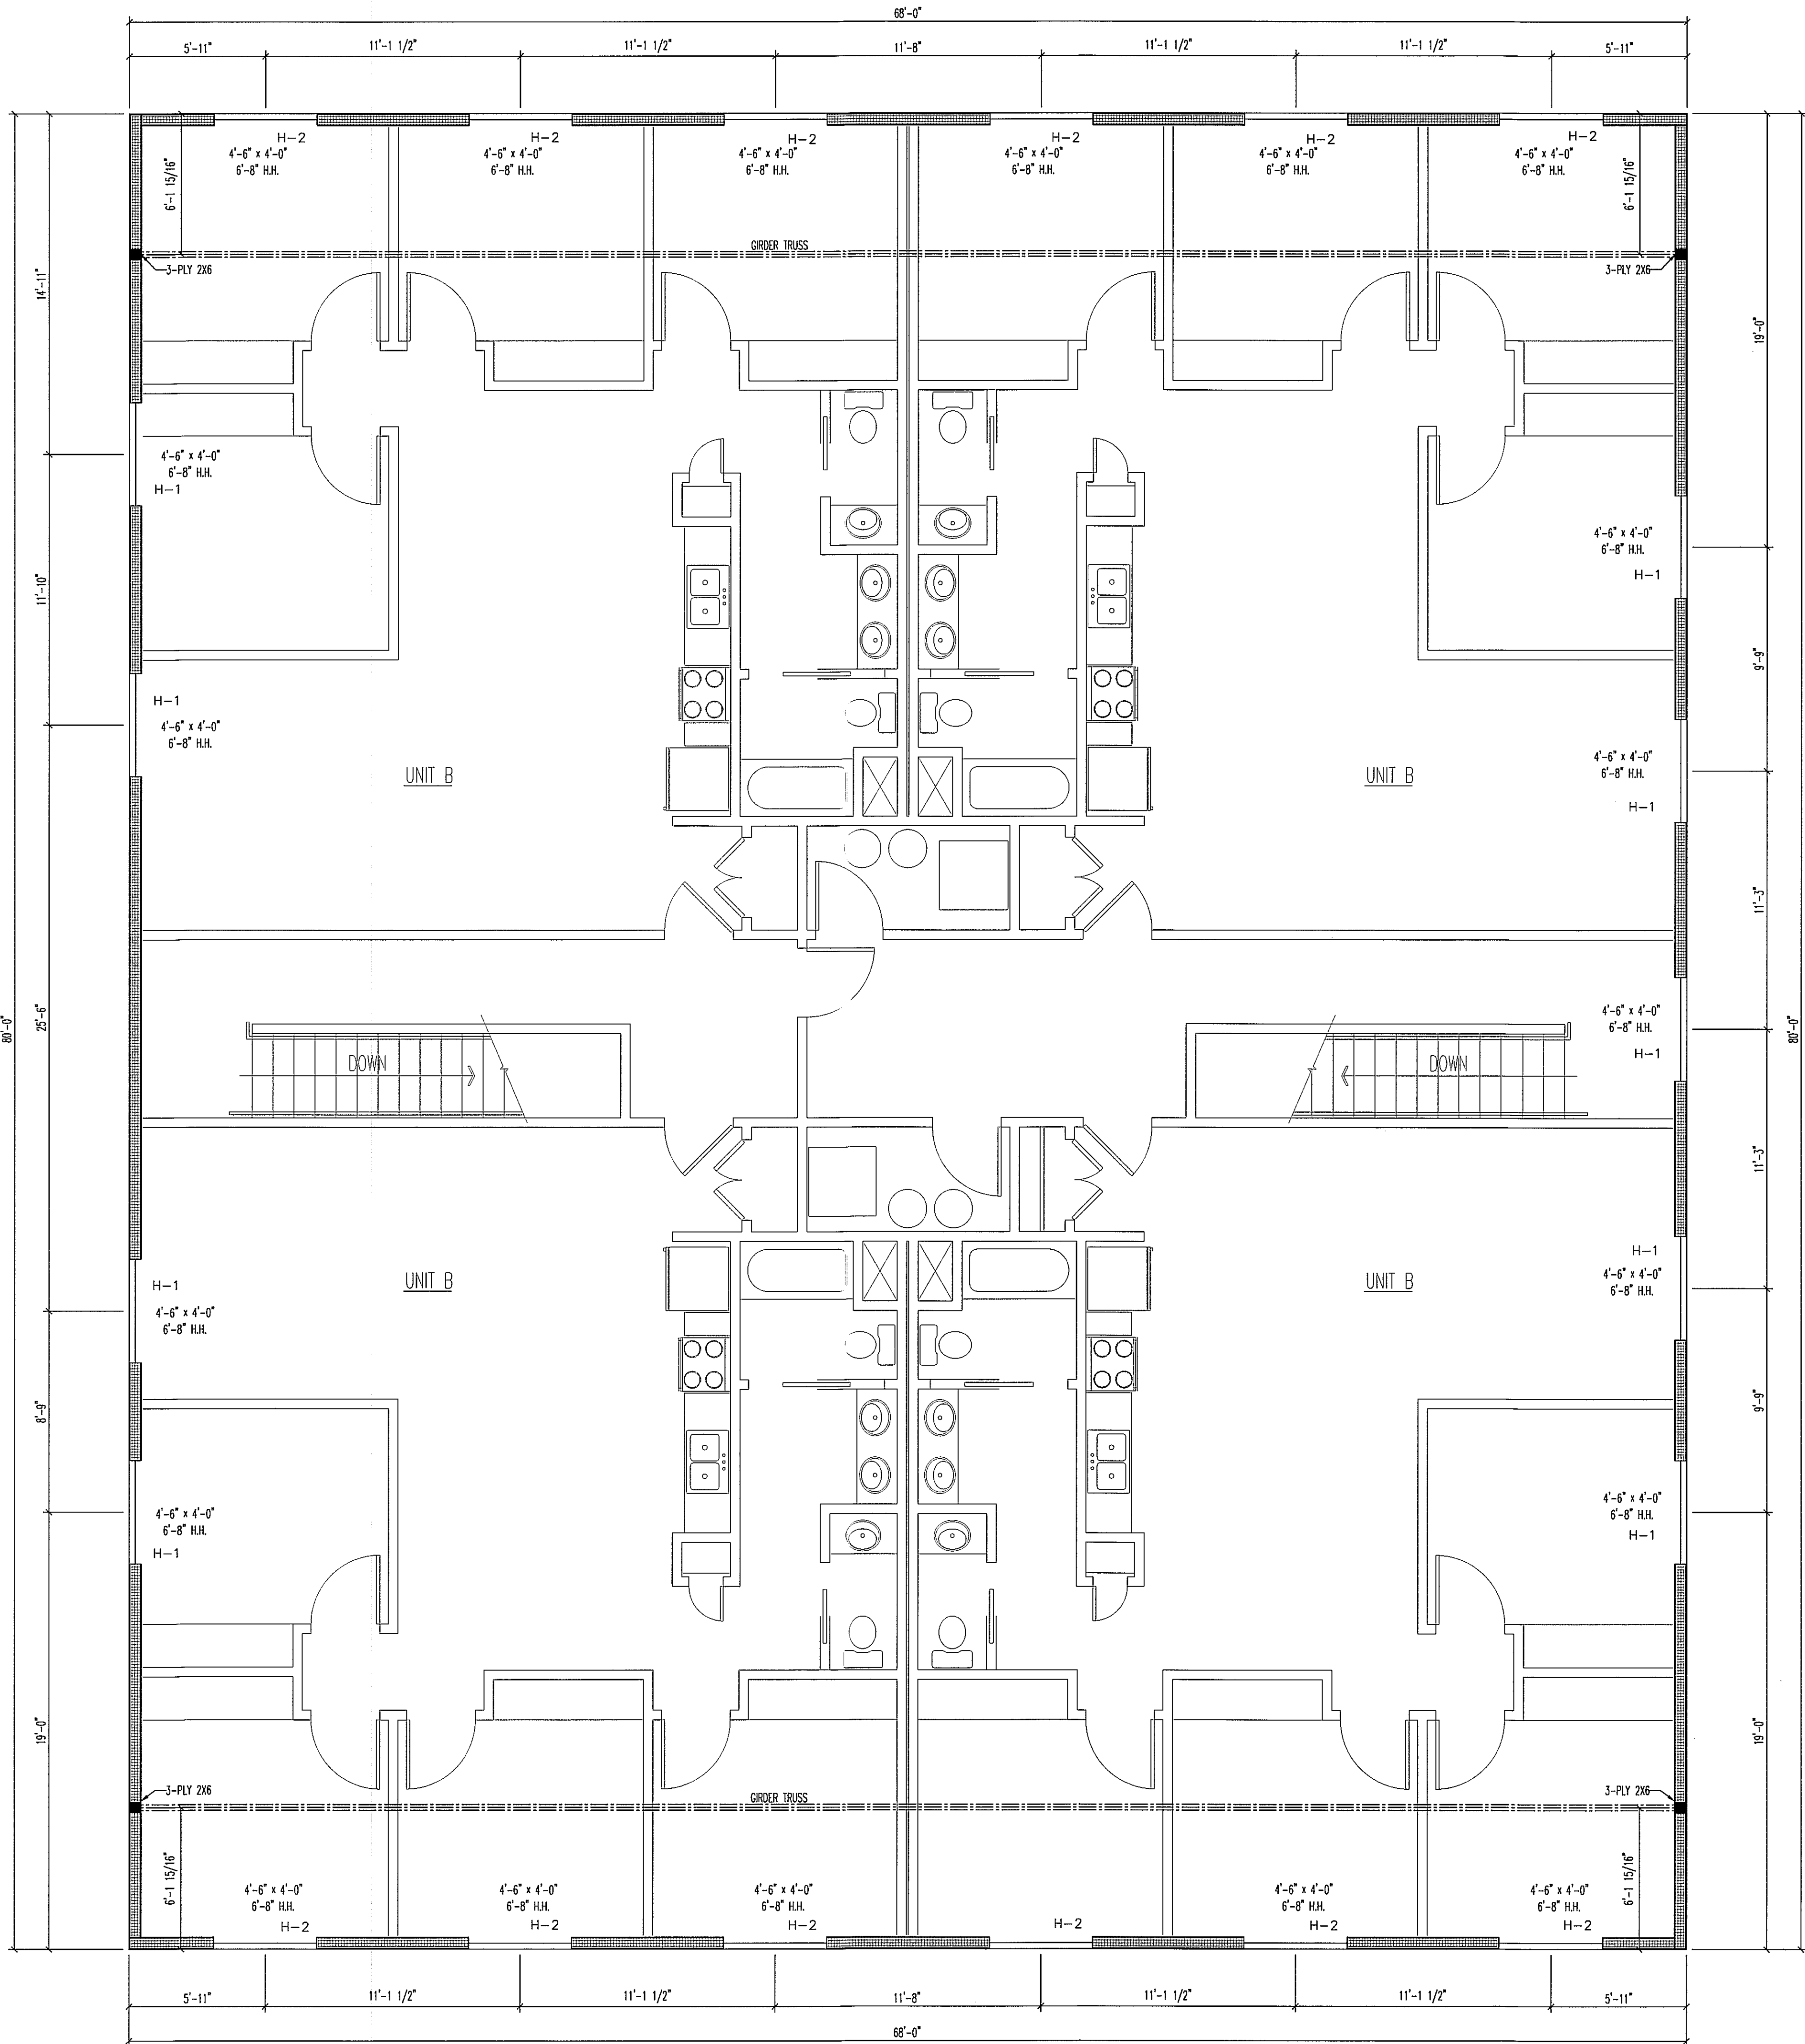 68'-0"
5'-11" 11'-1 1/2" 11'-1 1/2" 11'-8" 11'-1 1/2" 11'-1 1/2" 5'-11"
H-2 H-2 H-2 H-2 H-2 H-2
4'-6" x 4'-0" 4'-6" x 4'-0" 4'-6" x 4'-0" 4'-6" x 4'-0" 4'-6" x 4'-0" 4'-6" x 4'-0"
6'-8" H.H. 6'-8" H.H. 6'-8" H.H. 6'-8" H.H. 6'-8" H.H. 6'-8" H.H.
6'-1 15/16" 6'-1 15/16"
GIRDER TRUSS
3-PLY 2X6 3-PLY 2X6
14'-11"
19'-0"
4'-6" x 4'-0"
6'-8" H.H.
H-1
4'-6" x 4'-0"
6'-8" H.H.
H-1
11'-10"
9'-9"
H-1
4'-6" x 4'-0"
6'-8" H.H.
4'-6" x 4'-0"
6'-8" H.H.
H-1
UNIT B UNIT B
11'-3"
80'-0"
25'-6"
4'-6" x 4'-0"
6'-8" H.H.
H-1
80'-0"
DOWN DOWN
11'-3"
H-1
4'-6" x 4'-0"
6'-8" H.H.
UNIT B UNIT B
H-1
4'-6" x 4'-0"
6'-8" H.H.
8'-9"
9'-9"
4'-6" x 4'-0"
6'-8" H.H.
H-1
4'-6" x 4'-0"
6'-8" H.H.
H-1
19'-0"
19'-0"
3-PLY 2X6 3-PLY 2X6
GIRDER TRUSS
6'-1 15/16" 6'-1 15/16"
4'-6" x 4'-0" 4'-6" x 4'-0" 4'-6" x 4'-0" 4'-6" x 4'-0" 4'-6" x 4'-0"
6'-8" H.H. 6'-8" H.H. 6'-8" H.H. 6'-8" H.H. 6'-8" H.H.
H-2 H-2 H-2 H-2 H-2 H-2
5'-11" 11'-1 1/2" 11'-1 1/2" 11'-8" 11'-1 1/2" 11'-1 1/2" 5'-11"
68'-0"